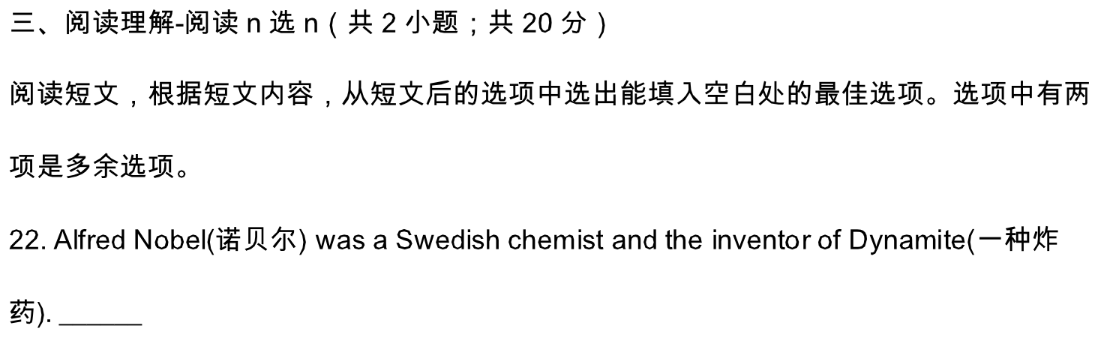 三、阅读理解-阅读 n 选 n（共 2 小题；共 20 分）
阅读短文，根据短文内容，从短文后的选项中选出能填入空白处的最佳选项。选项中有两
项是多余选项。
22. Alfred Nobel(诺贝尔) was a Swedish chemist and the inventor of Dynamite(一种炸
药). ______